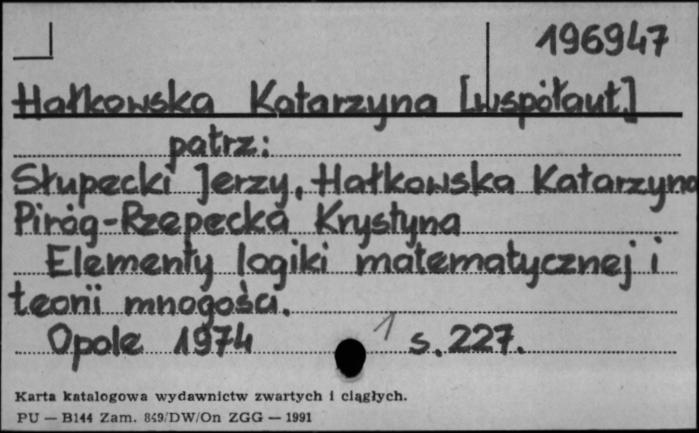 196947
Hałkowska Katarzyna [współaut.]
patrz:
Słupecki Jerzy, Hałkowska Katarzyna
Piróg-Rzepecka Krystyna
Elementy logiki matematycznej i
teorii mnogości.
Opole 1974 1 s. 227.
Karta katalogowa wydawnictw zwartych i ciągłych.
PU — B144 Zam. 849/DW/On ZGG — 1991